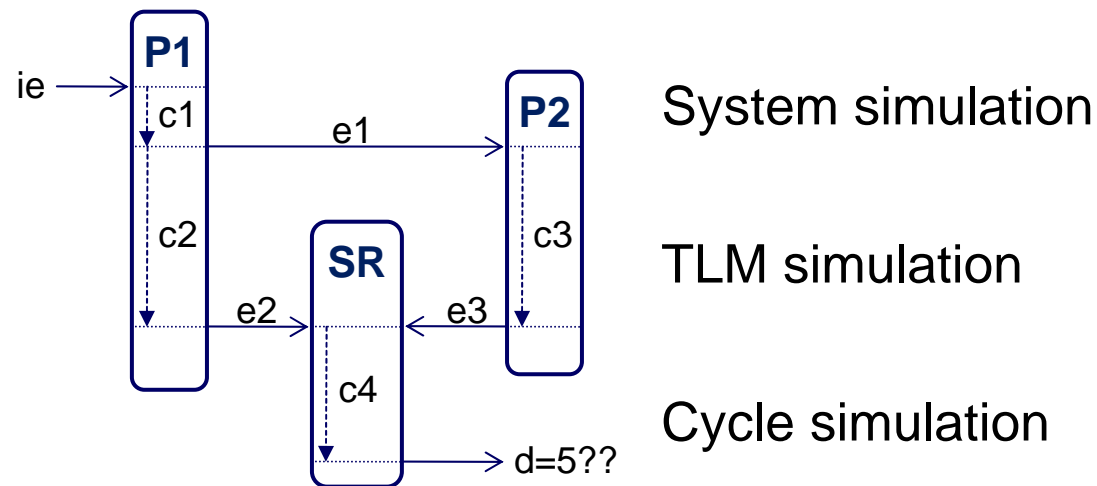 P1
ie
c1
P2
System simulation
e1
c2
SR
c3
TLM simulation
e2
e3
c4
Cycle simulation
d=5??